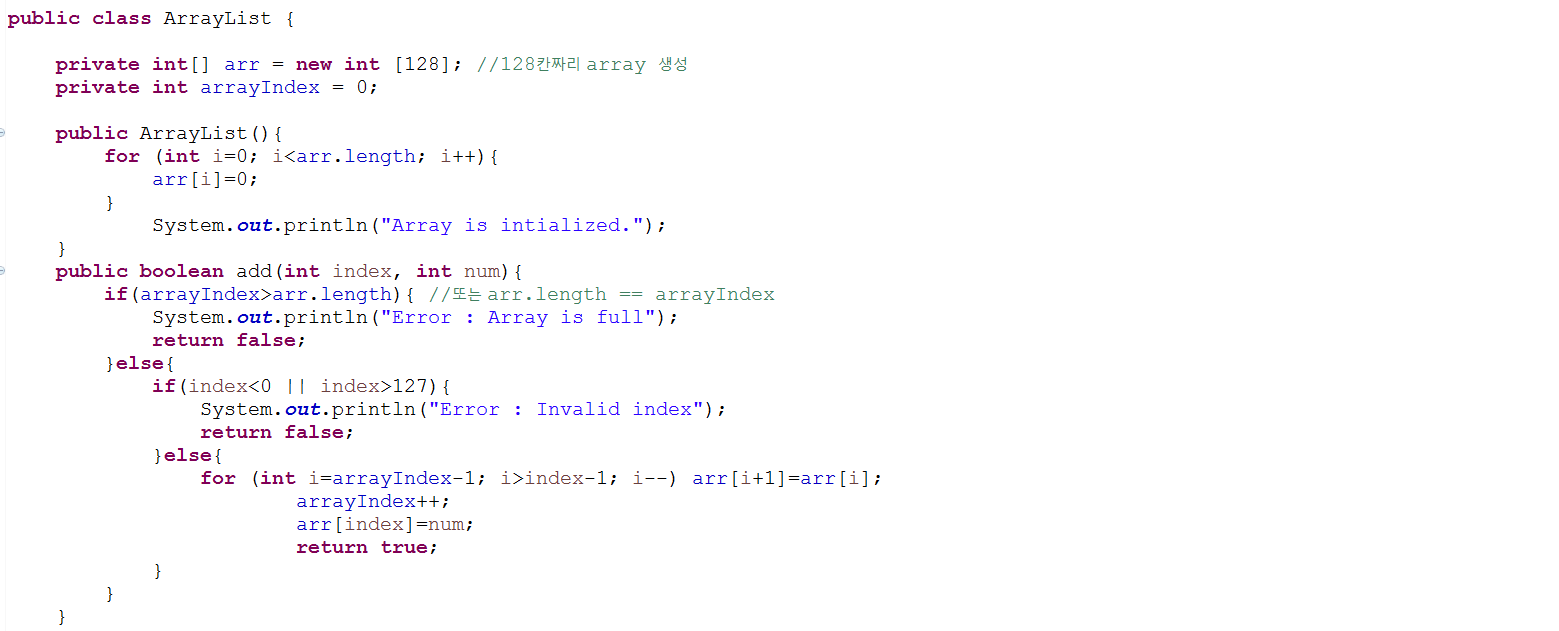 public class ArrayList {
private int[] arr = new int [128]; //128칸짜리 array 생성
private int arrayIndex = 0;
public ArrayList(){
for (int i=0; i<arr.length; i++){
arr[i]=0;
}
System.out.println("Array is intialized.");
}
public boolean add(int index, int num){
if(arrayIndex>arr.length){ //또는 arr.length == arrayIndex
System.out.println("Error : Array is full");
return false;
}else{
if(index<0 || index>127){
System.out.println("Error : Invalid index");
return false;
}else{
for (int i=arrayIndex-1; i>index-1; i--) arr[i+1]=arr[i];
arrayIndex++;
arr[index]=num;
return true;
}
}
}